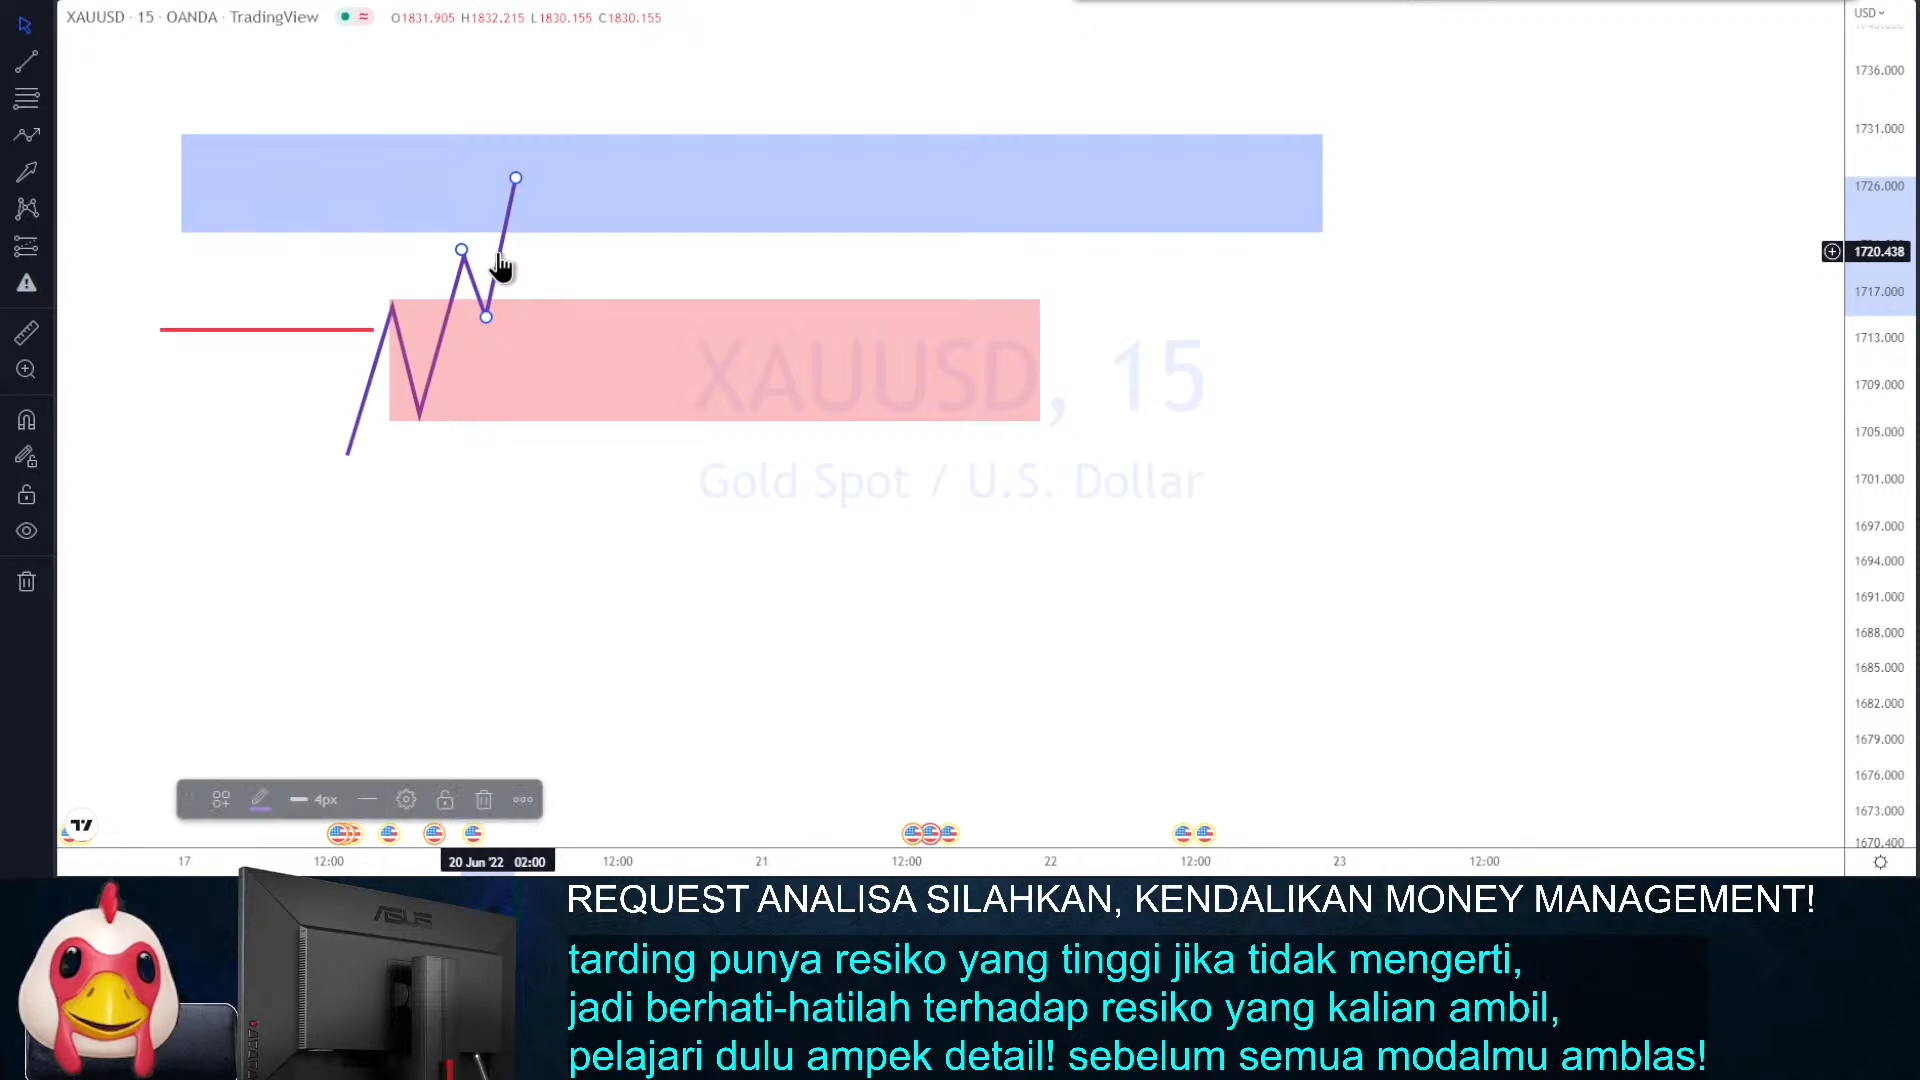 XAUUSD · 15 · OANDA · TradingView O1831.905 H1832.215 L1830.155 C1830.155
USD
1736.000
1731.000
1726.000
1720.438
1717.000
1713.000
1709.000
1705.000
1701.000
1697.000
1694.000
1691.000
1688.000
1685.000
1682.000
1679.000
1676.000
1673.000
1670.400
XAUUSD, 15
Gold Spot / U.S. Dollar
4px
17 12:00 20 Jun '22 02:00 12:00 21 12:00 22 12:00 23 12:00
ASUS
REQUEST ANALISA SILAHKAN, KENDALIKAN MONEY MANAGEMENT!
tarding punya resiko yang tinggi jika tidak mengerti,
jadi berhati-hatilah terhadap resiko yang kalian ambil,
pelajari dulu ampek detail! sebelum semua modalmu amblas!